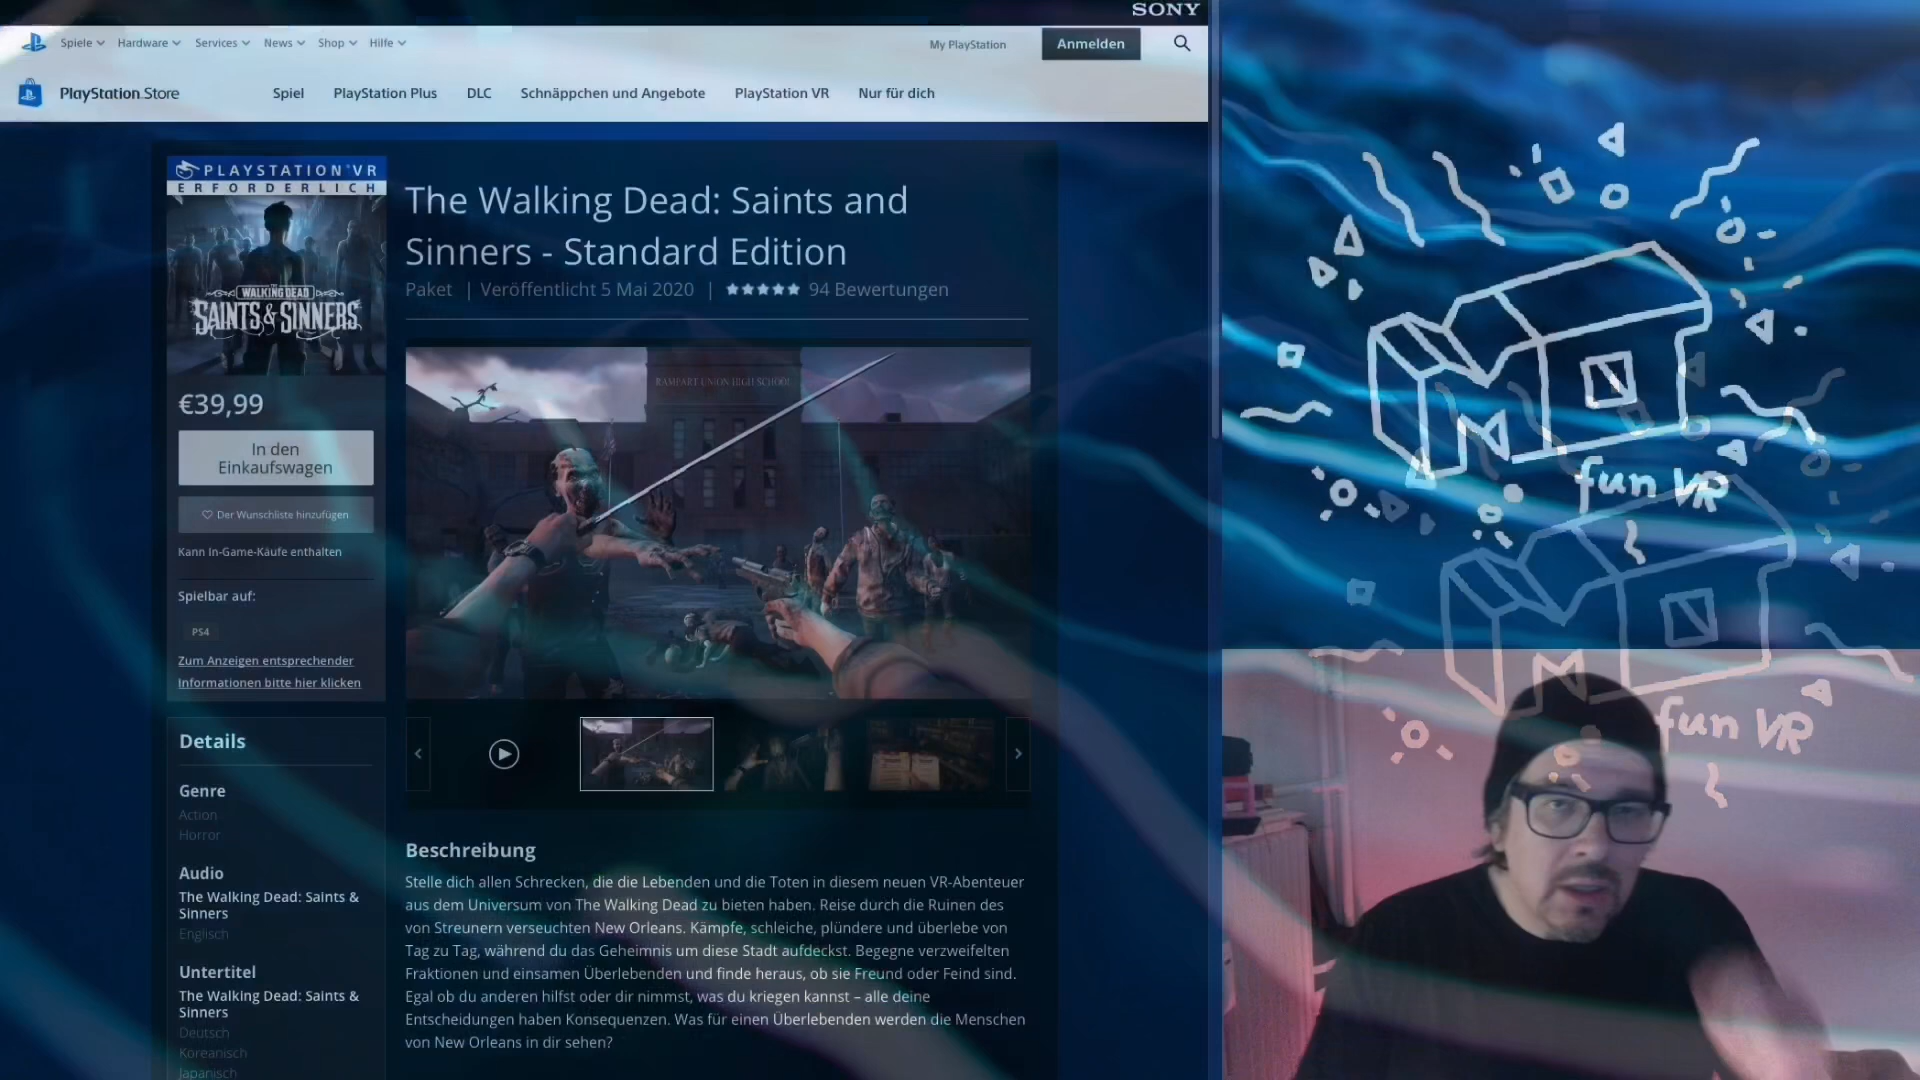 SONY
Spiele Hardware Services News Shop Hilfe
My PlayStation Anmelden
PlayStation Store
Spiel PlayStation Plus DLC Schnäppchen und Angebote PlayStation VR Nur für dich
PLAYSTATION VR
ERFORDERLICH
THE
WALKING DEAD
SAINTS & SINNERS
The Walking Dead: Saints and
Sinners - Standard Edition
Paket | Veröffentlicht 5 Mai 2020 | 94 Bewertungen
RAMPART UNION HIGH SCHOOL
€39,99
In den
Einkaufswagen
Der Wunschliste hinzufügen
Kann In-Game-Käufe enthalten
Spielbar auf:
PS4
Zum Anzeigen entsprechender
Informationen bitte hier klicken
Details
Genre
Action
Horror
Audio
The Walking Dead: Saints &
Sinners
Englisch
Untertitel
The Walking Dead: Saints &
Sinners
Deutsch
Koreanisch
Japanisch
Beschreibung
Stelle dich allen Schrecken, die die Lebenden und die Toten in diesem neuen VR-Abenteuer
aus dem Universum von The Walking Dead zu bieten haben. Reise durch die Ruinen des
von Streunern verseuchten New Orleans. Kämpfe, schleiche, plündere und überlebe von
Tag zu Tag, während du das Geheimnis um diese Stadt aufdeckst. Begegne verzweifelten
Fraktionen und einsamen Überlebenden und finde heraus, ob sie Freund oder Feind sind.
Egal ob du anderen hilfst oder dir nimmst, was du kriegen kannst – alle deine
Entscheidungen haben Konsequenzen. Was für einen Überlebenden werden die Menschen
von New Orleans in dir sehen?
fun VR
fun VR